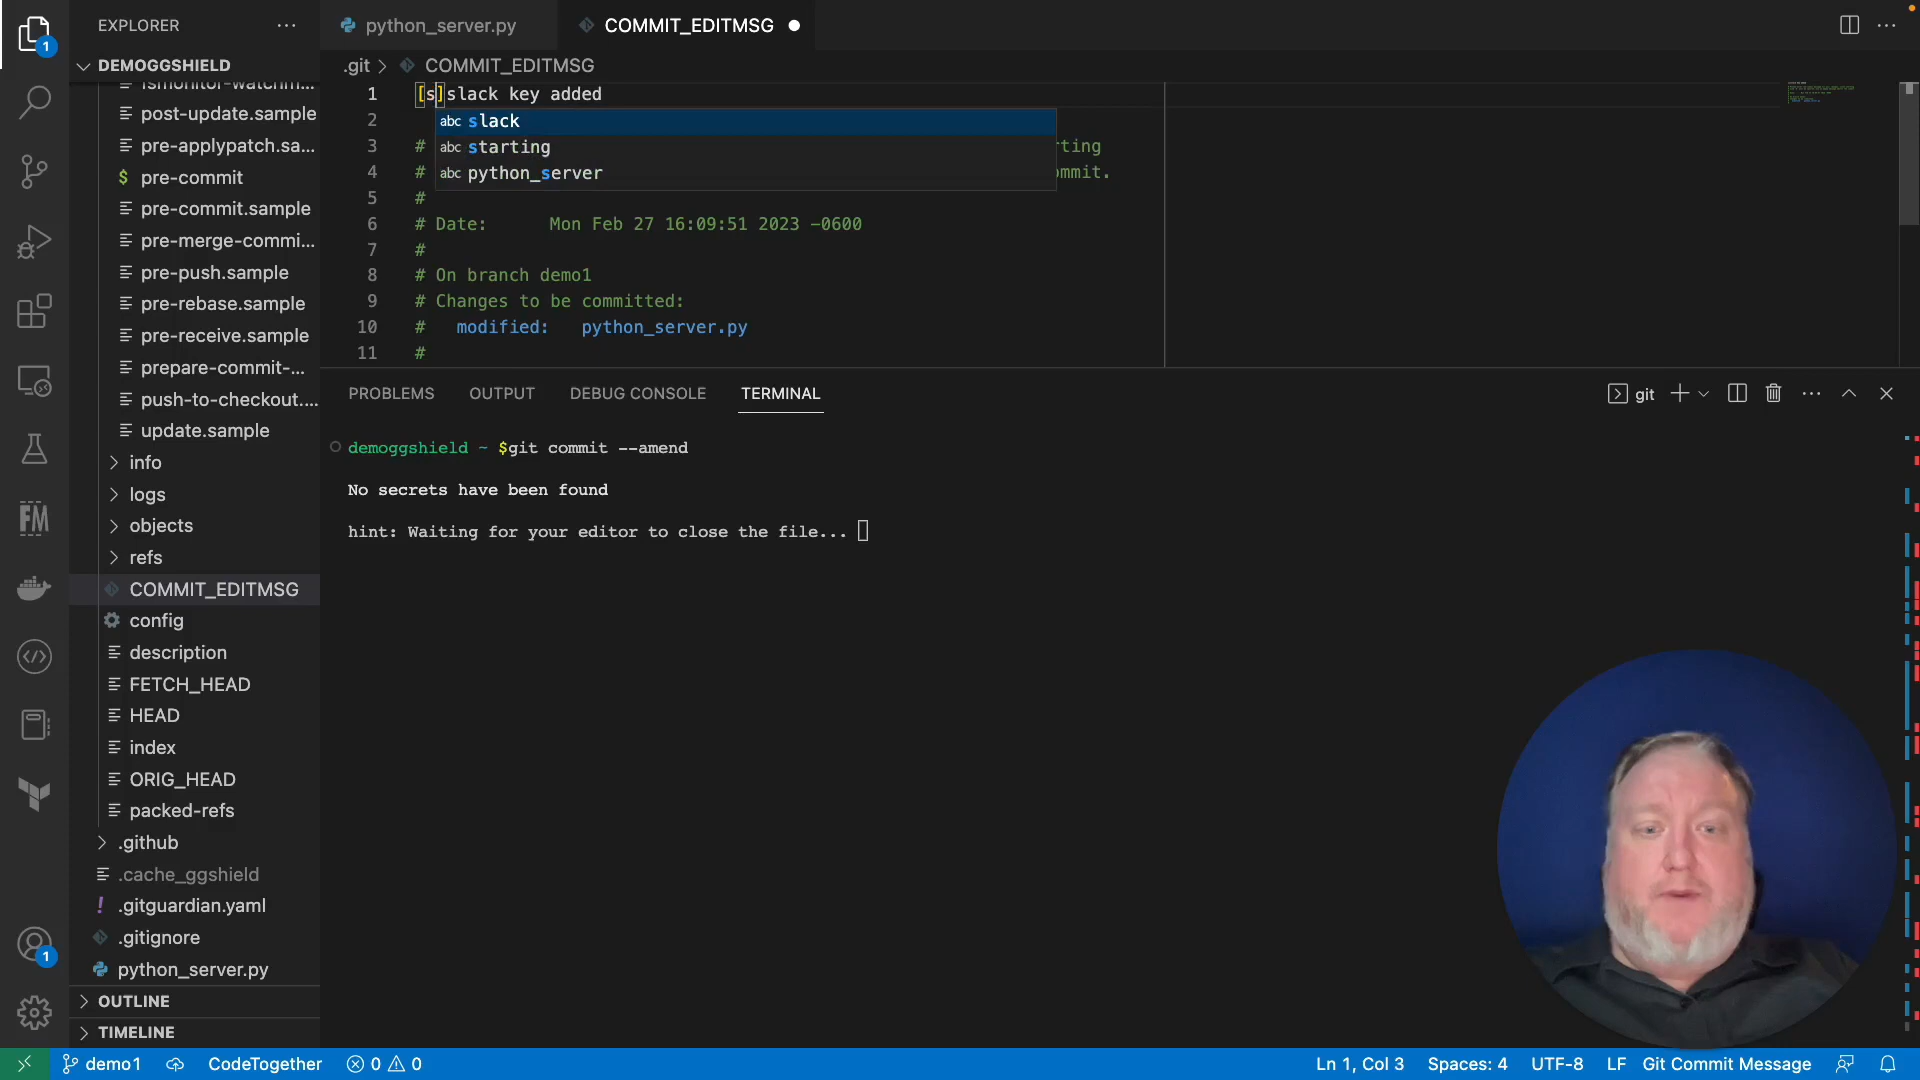 EXPLORER
DEMOGGSHIELD
post-update.sample
pre-applypatch.sa...
pre-commit
pre-commit.sample
pre-merge-commi...
pre-push.sample
pre-rebase.sample
pre-receive.sample
prepare-commit-...
push-to-checkout....
update.sample
info
logs
objects
refs
COMMIT_EDITMSG
config
description
FETCH_HEAD
HEAD
index
ORIG_HEAD
packed-refs
.github
.cache_ggshield
.gitguardian.yaml
.gitignore
python_server.py
OUTLINE
TIMELINE
python_server.py
COMMIT_EDITMSG
.git > COMMIT_EDITMSG
1 [s]slack key added
2
abc slack
abc starting
abc python_server
3 # rting
4 # ommit.
5 #
6 # Date: Mon Feb 27 16:09:51 2023 -0600
7 #
8 # On branch demo1
9 # Changes to be committed:
10 # modified: python_server.py
11 #
PROBLEMS OUTPUT DEBUG CONSOLE TERMINAL
git
demoggshield ~ $git commit --amend
No secrets have been found
hint: Waiting for your editor to close the file...
1
1
demo1 CodeTogether 0 0
Ln 1, Col 3 Spaces: 4 UTF-8 LF Git Commit Message